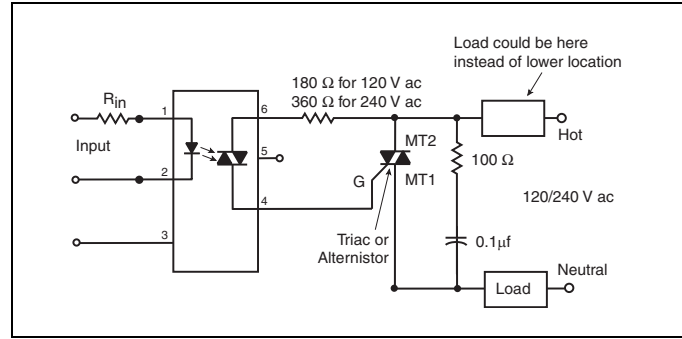 Load could be here
instead of lower location
180 Ω for 120 V ac
360 Ω for 240 V ac
Rin
1
6
Hot
Input
5
MT2
100 Ω
2
G
MT1
4
120/240 V ac
3
Triac or
Alternistor
0.1µf
Neutral
Load